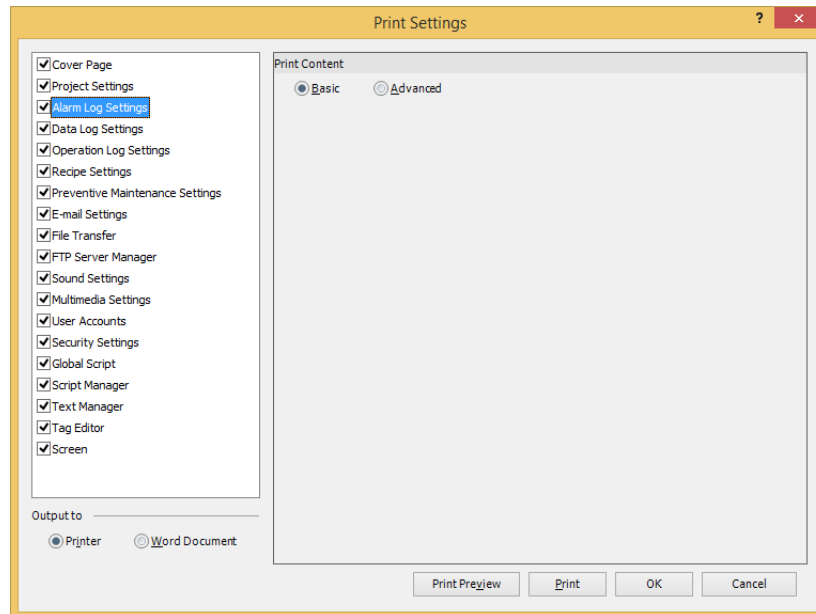 Print Settings
?
Cover Page
Project Settings
Alarm Log Settings
Data Log Settings
Operation Log Settings
Recipe Settings
Preventive Maintenance Settings
E-mail Settings
File Transfer
FTP Server Manager
Sound Settings
Multimedia Settings
User Accounts
Security Settings
Global Script
Script Manager
Text Manager
Tag Editor
Screen
Output to
Printer Word Document
Print Content
Basic Advanced
Print Preview Print OK Cancel